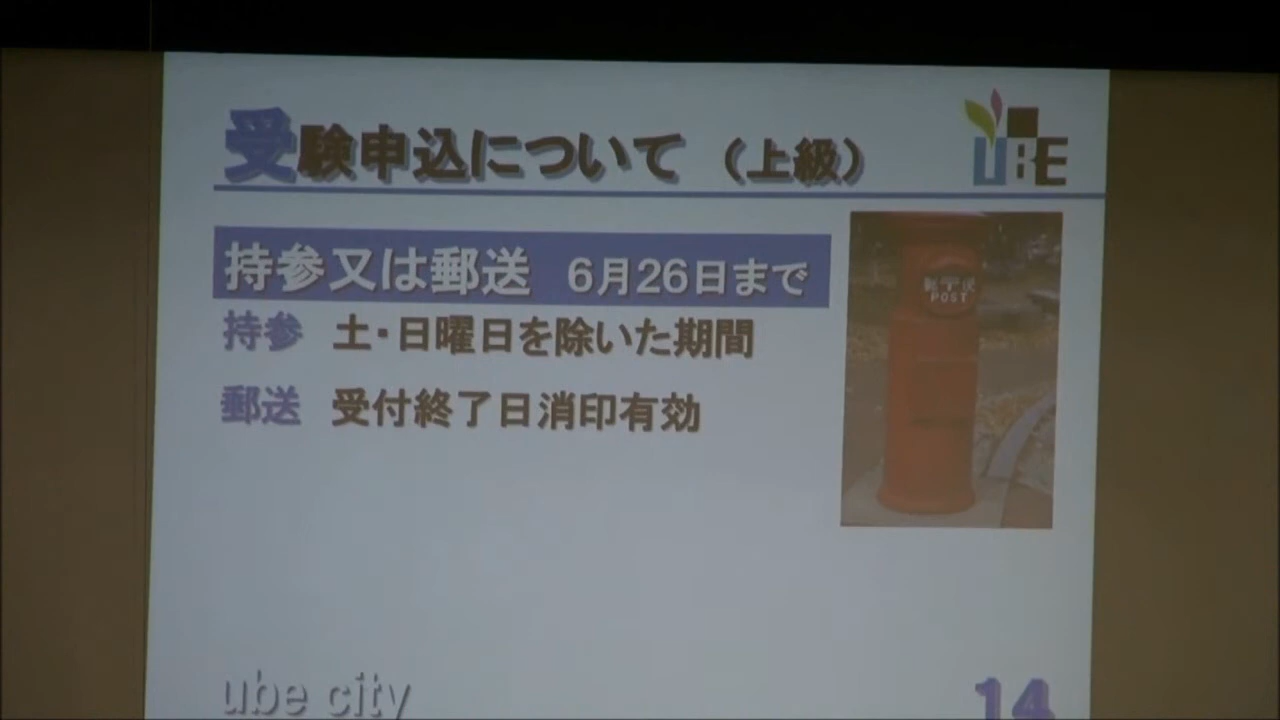 受験申込について（上級）
UBE
持参又は郵送 6月26日まで
持参 土・日曜日を除いた期間
郵送 受付終了日消印有効
POST
ube city
14